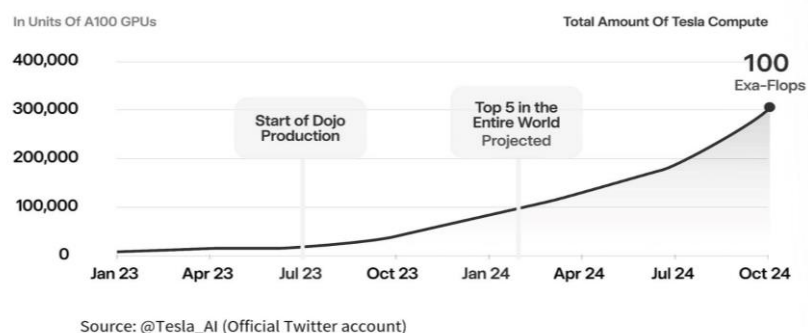 In Units Of A100 GPUs
Total Amount Of Tesla Compute
400,000
100
Exa-Flops
300,000
Start of Dojo
Production
Top 5 in the
Entire World
Projected
200,000
100,000
0
Jan 23
Apr 23
Jul 23
Oct 23
Jan 24
Apr 24
Jul 24
Oct 24
Source: @Tesla_AI (Official Twitter account)